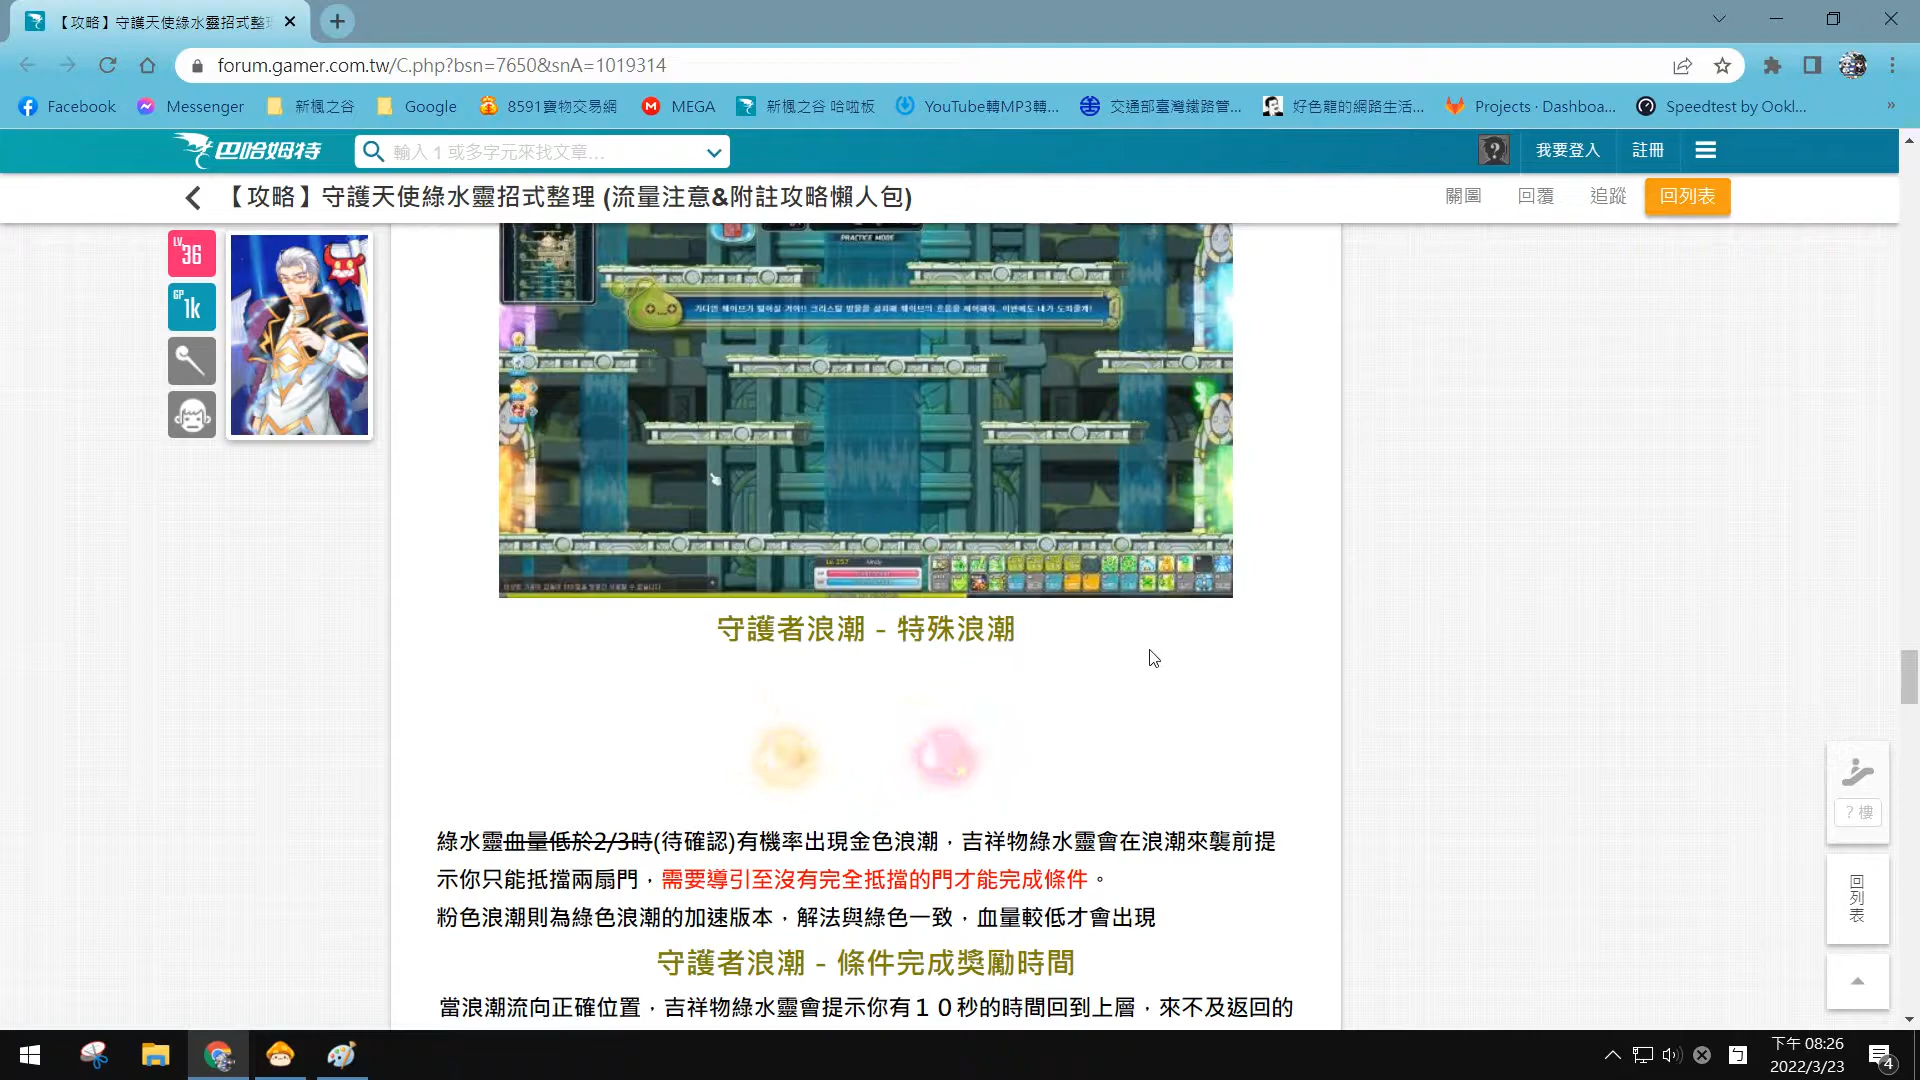 【攻略】守護天使綠水靈招式整
forum.gamer.com.tw/C.php?bsn=7650&snA=1019314
Facebook
Messenger
新楓之谷
Google
8591寶物交易網
MEGA
新楓之谷 哈啦板
YouTube轉MP3轉...
交通部臺灣鐵路管...
好色龍的網路生活...
Projects · Dashboa...
Speedtest by Ookl...
»
巴哈姆特
輸入 1 或多字元來找文章...
我要登入
註冊
【攻略】守護天使綠水靈招式整理 (流量注意&附註攻略懶人包)
開圖
回覆
追蹤
回列表
LV
36
GP
1k
PRACTICE MODE
守護者浪潮 - 特殊浪潮
綠水靈血量低於2/3時(待確認)有機率出現金色浪潮，吉祥物綠水靈會在浪潮來襲前提
示你只能抵擋兩扇門，需要導引至沒有完全抵擋的門才能完成條件。
粉色浪潮則為綠色浪潮的加速版本，解法與綠色一致，血量較低才會出現
守護者浪潮 - 條件完成獎勵時間
當浪潮流向正確位置，吉祥物綠水靈會提示你有１０秒的時間回到上層，來不及返回的
? 樓
回列表
下午 08:26
2022/3/23
4